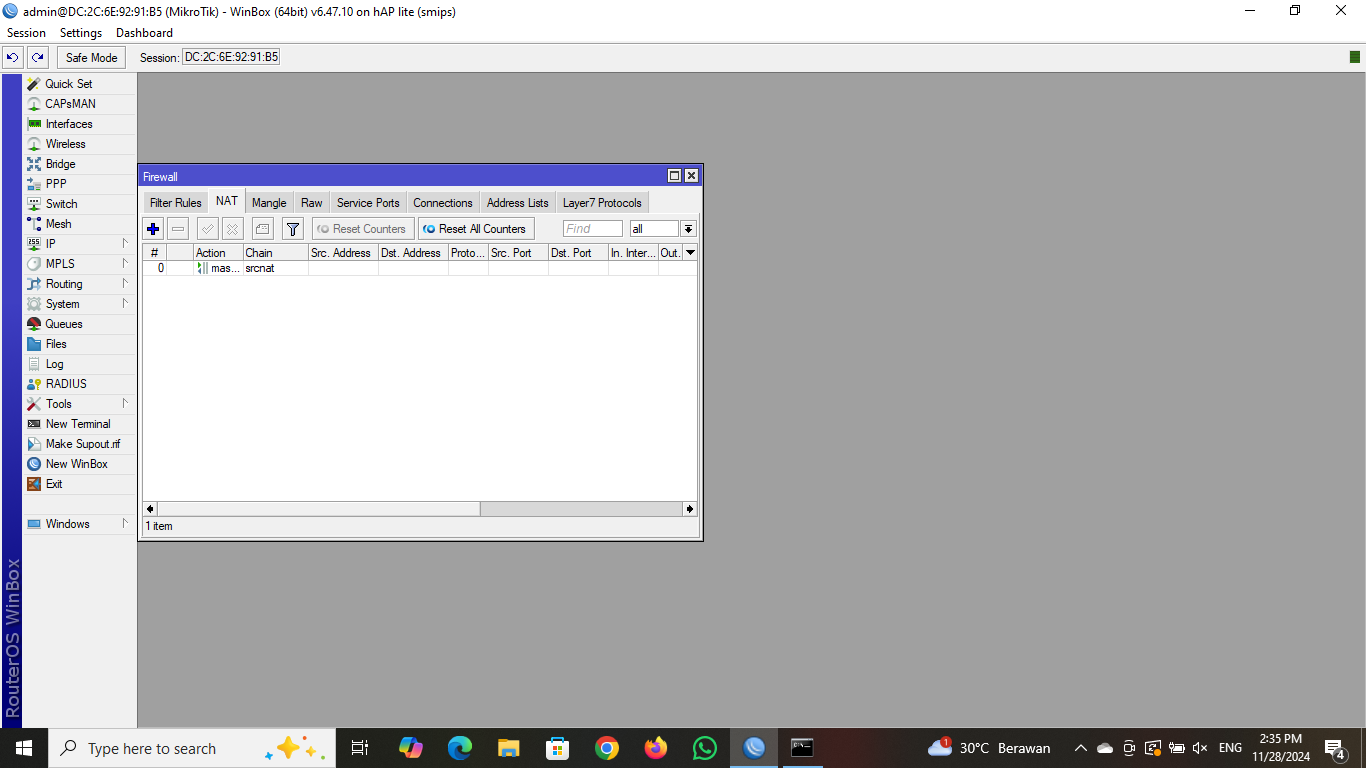 admin@DC:2C:6E:92:91:B5 (MikroTik) - WinBox (64bit) v6.47.10 on hAP lite (smips)
Session Settings Dashboard
Safe Mode Session: DC:2C:6E:92:91:B5
Quick Set
CAPsMAN
Interfaces
Wireless
Bridge
PPP
Switch
Mesh
IP
MPLS
Routing
System
Queues
Files
Log
RADIUS
Tools
New Terminal
Make Supout.rif
New WinBox
Exit
Windows
RouterOS WinBox
Firewall
Filter Rules NAT Mangle Raw Service Ports Connections Address Lists Layer7 Protocols
Reset Counters Reset All Counters Find all
# Action Chain Src. Address Dst. Address Proto... Src. Port Dst. Port In. Inter... Out.
0 mas... srcnat
1 item
Type here to search
1 30°C Berawan ENG
2:35 PM
11/28/2024
4